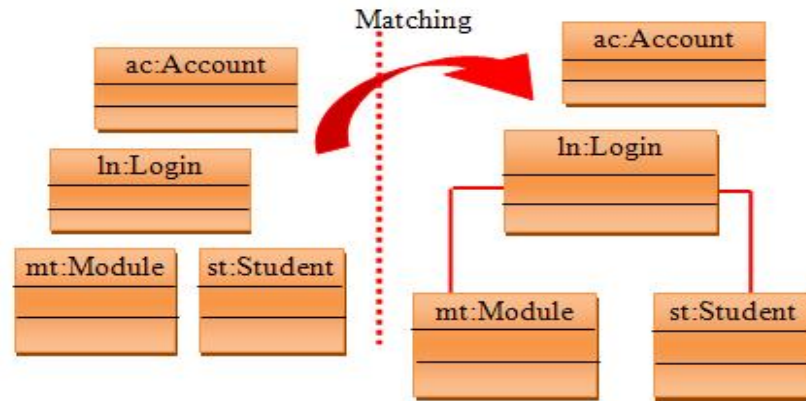 Matching
ac:Account
ln:Login
mt:Module
st:Student
ac:Account
ln:Login
mt:Module
st:Student